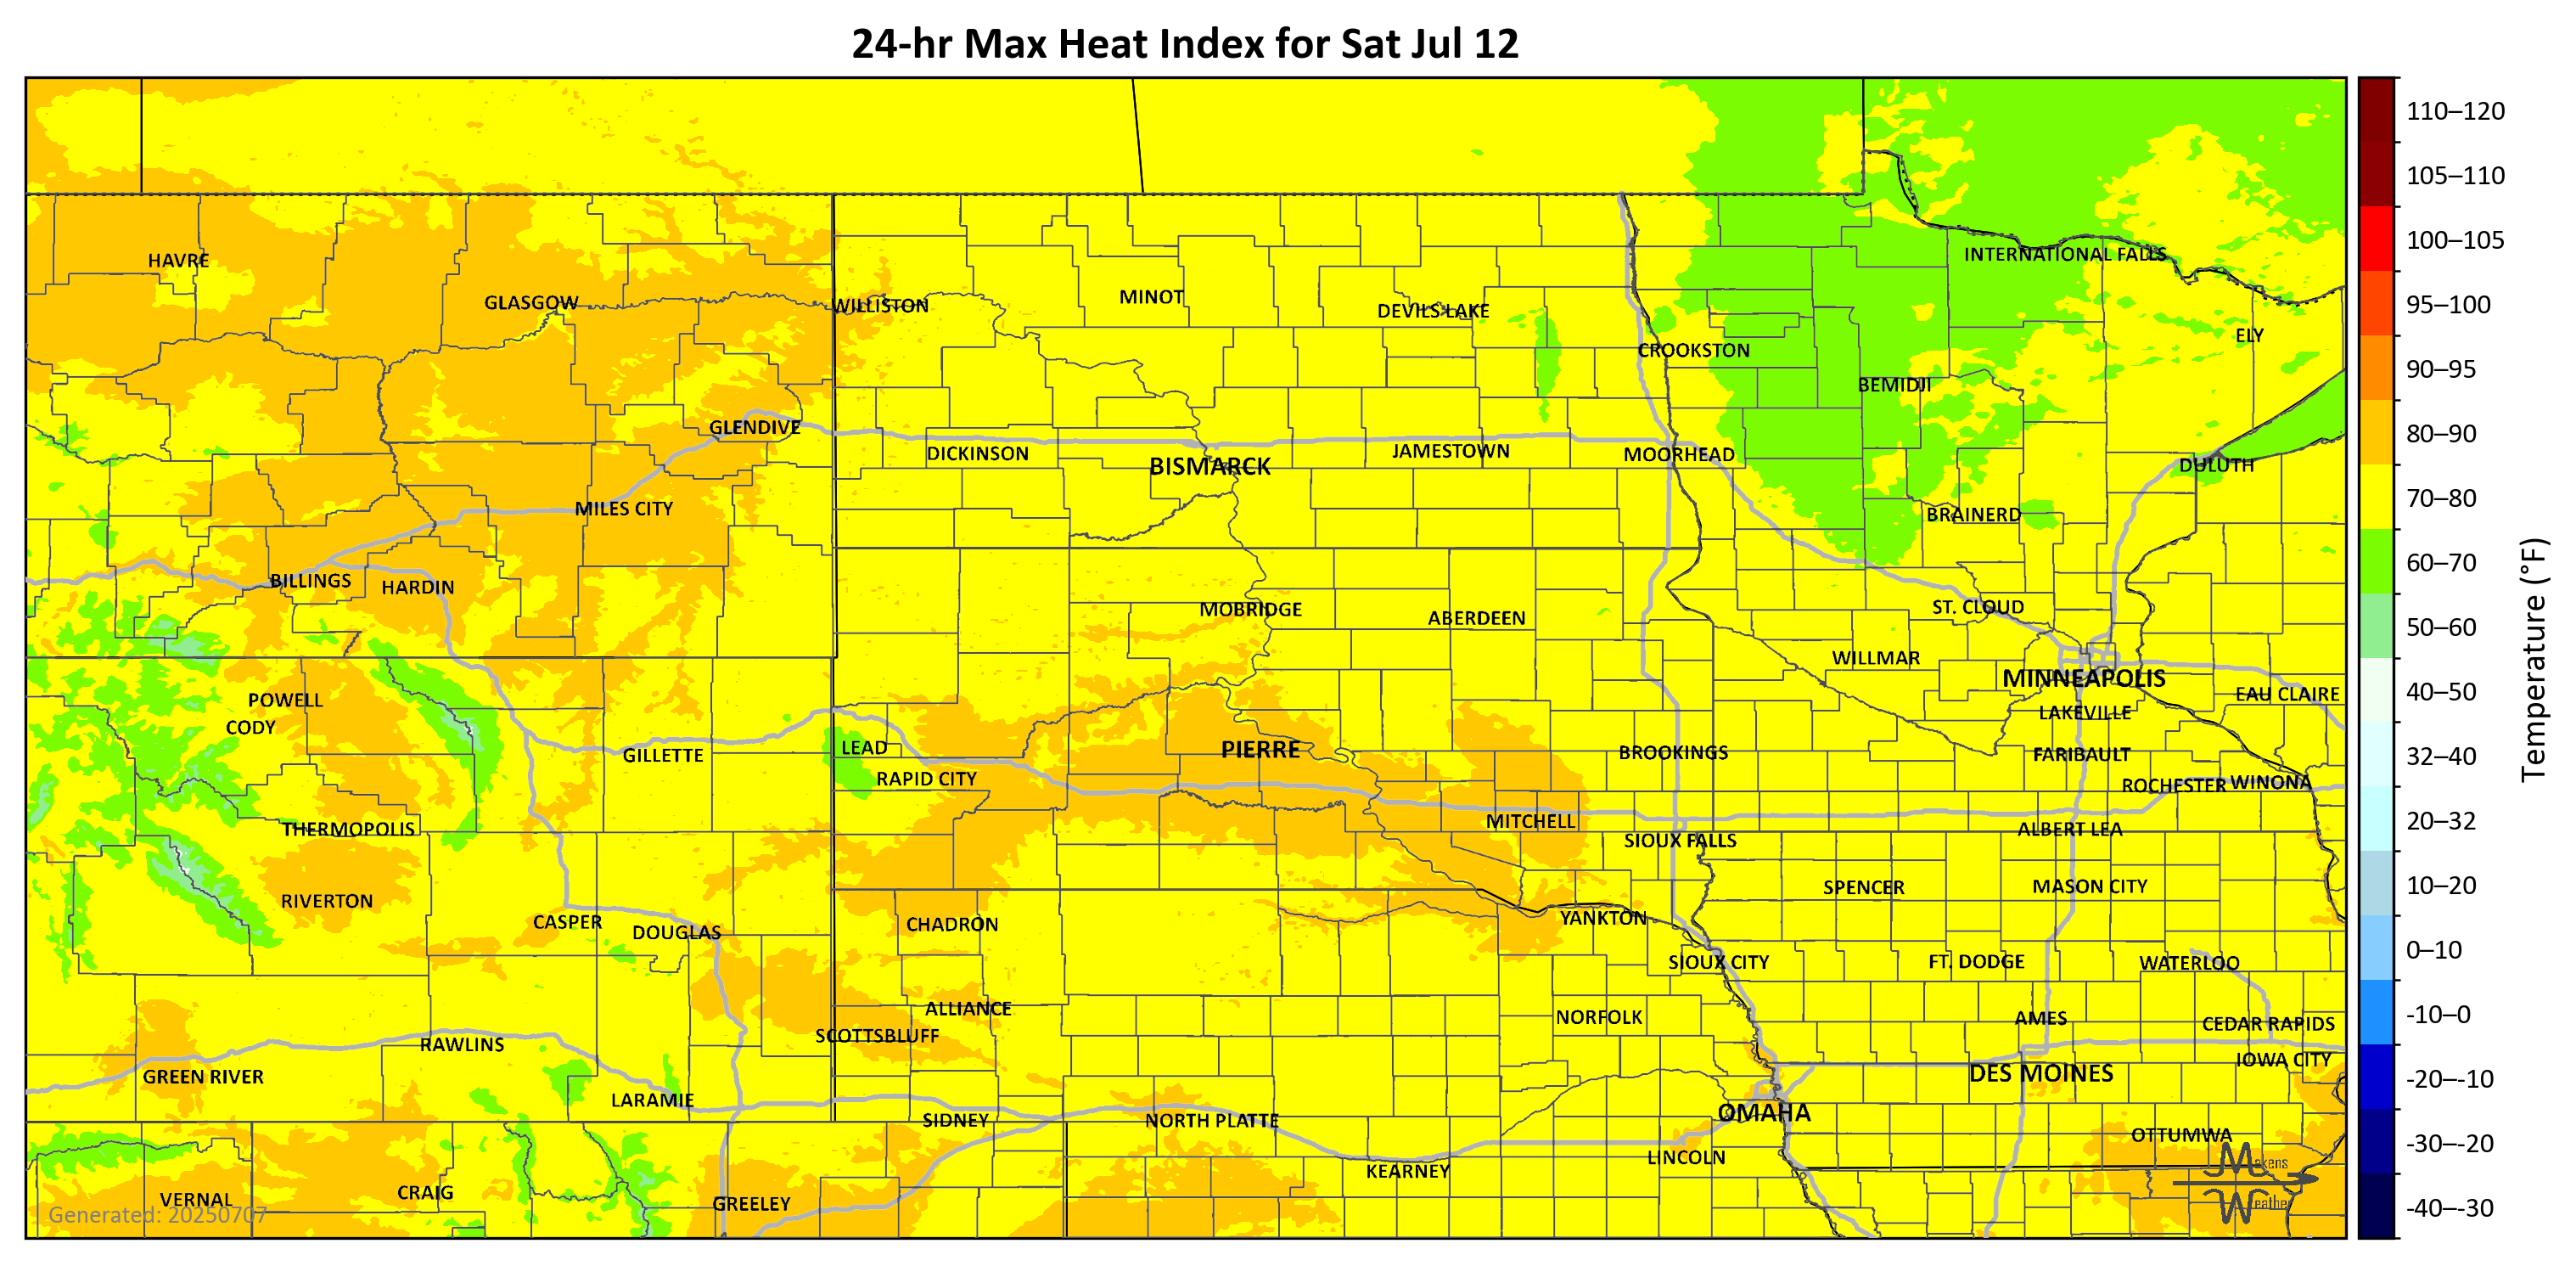 24-hr Max Heat Index for Sat Jul 12
110–120
105–110
100–105
95–100
90–95
80–90
70–80
60–70
50–60
40–50
32–40
20–32
10–20
0–10
-10–0
-20–-10
-30–-20
-40–-30
Temperature (°F)
HAVRE
INTERNATIONAL FALLS
GLASGOW
WILLISTON
MINOT
DEVILS LAKE
ELY
CROOKSTON
BEMIDJI
GLENDIVE
DICKINSON
BISMARCK
JAMESTOWN
MOORHEAD
DULUTH
MILES CITY
BRAINERD
BILLINGS
HARDIN
MOBRIDGE
ABERDEEN
ST. CLOUD
WILLMAR
MINNEAPOLIS
EAU CLAIRE
POWELL
CODY
LAKEVILLE
GILLETTE
LEAD
PIERRE
BROOKINGS
FARIBAULT
RAPID CITY
ROCHESTER
WINONA
THERMOPOLIS
MITCHELL
SIOUX FALLS
ALBERT LEA
RIVERTON
SPENCER
MASON CITY
CASPER
DOUGLAS
CHADRON
YANKTON
SIOUX CITY
FT. DODGE
WATERLOO
ALLIANCE
SCOTTSBLUFF
NORFOLK
AMES
CEDAR RAPIDS
RAWLINS
IOWA CITY
GREEN RIVER
DES MOINES
LARAMIE
SIDNEY
NORTH PLATTE
OMAHA
OTTUMWA
LINCOLN
KEARNEY
VERNAL
CRAIG
GREELEY
Generated: 20250707
Makens
Weather